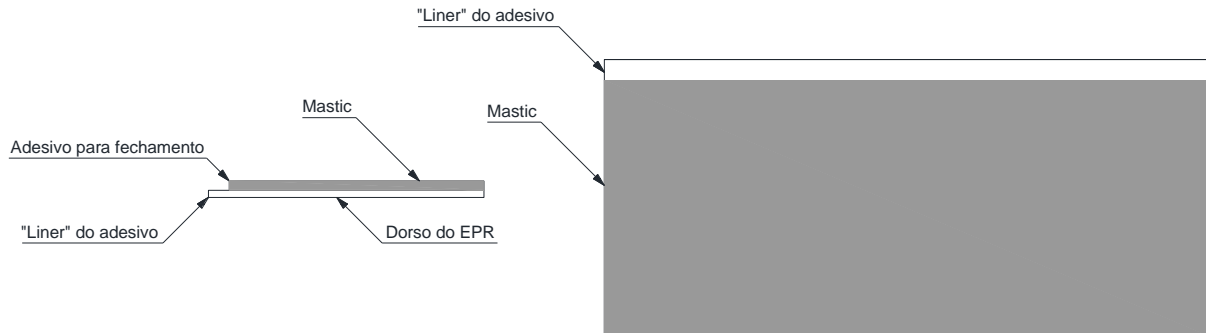 "Liner" do adesivo
Mastic
Mastic
Adesivo para fechamento
"Liner" do adesivo
Dorso do EPR